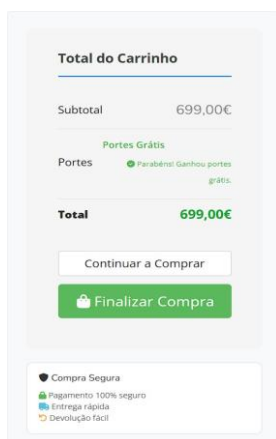 Total do Carrinho
Subtotal 699,00€
Portes Grátis
Portes Parabéns! Ganhou portes
grátis.
Total 699,00€
Continuar a Comprar
Finalizar Compra
Compra Segura
Pagamento 100% seguro
Entrega rápida
Devolução fácil